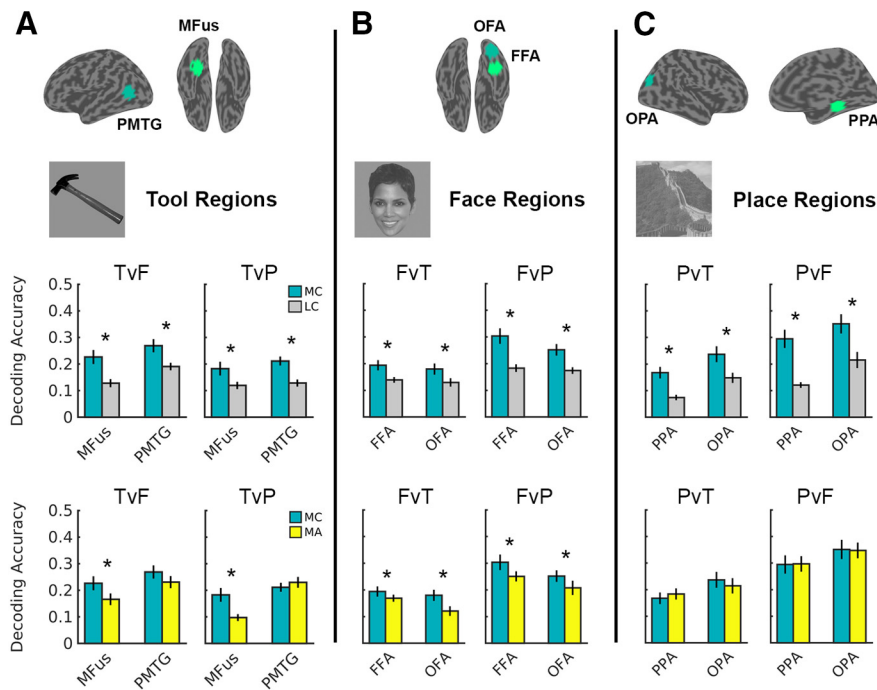 A
MFus
PMTG
Tool Regions
B
OFA
FFA
Face Regions
C
OPA
PPA
Place Regions
TvF
TvP
FvT
FvP
PvT
PvF
Decoding Accuracy
0.5
0.4
0.3
0.2
0.1
0
MC
LC
* * * * * * * * * * * *
MFus PMTG MFus PMTG FFA OFA FFA OFA PPA OPA PPA OPA
TvF
TvP
FvT
FvP
PvT
PvF
Decoding Accuracy
0.5
0.4
0.3
0.2
0.1
0
MC
MA
* * * * * *
MFus PMTG MFus PMTG FFA OFA FFA OFA PPA OPA PPA OPA